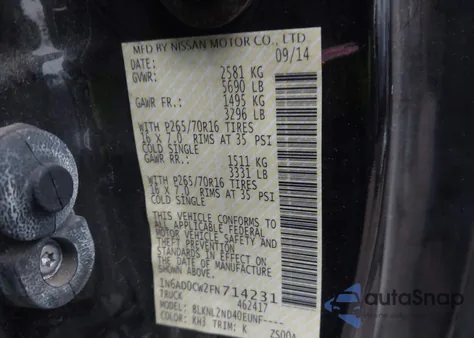 MFD BY NISSAN MOTOR CO., LTD.
DATE: 09/14
GVWR: 2581 KG
5690 LB
GAWR FR.: 1495 KG
3296 LB
WITH P265/70R16 TIRES
16 X 7.0 RIMS AT 35 PSI
COLD SINGLE
GAWR RR.: 1511 KG
3331 LB
WITH P265/70R16 TIRES
16 X 7.0 RIMS AT 35 PSI
COLD SINGLE
THIS VEHICLE CONFORMS TO
ALL APPLICABLE FEDERAL
MOTOR VEHICLE SAFETY AND
THEFT PREVENTION
STANDARDS IN EFFECT ON
THE DATE OF MANUFACTURE
SHOWN ABOVE.
1N6AD0CW2FN714231
TRUCK 462417
MODEL: BLKNL2ND40EUNF----
COLOR: KH3 TRIM: K ZS00A
autoSnap